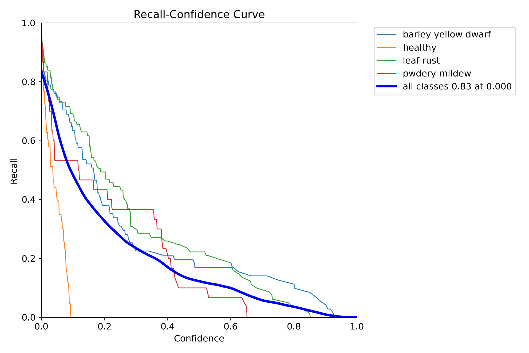 Recall-Confidence Curve
1.0
0.8
0.6
0.4
0.2
0.0
Recall
0.0 0.2 0.4 0.6 0.8 1.0
Confidence
barley yellow dwarf
healthy
leaf rust
pwdery mildew
all classes 0.83 at 0.000